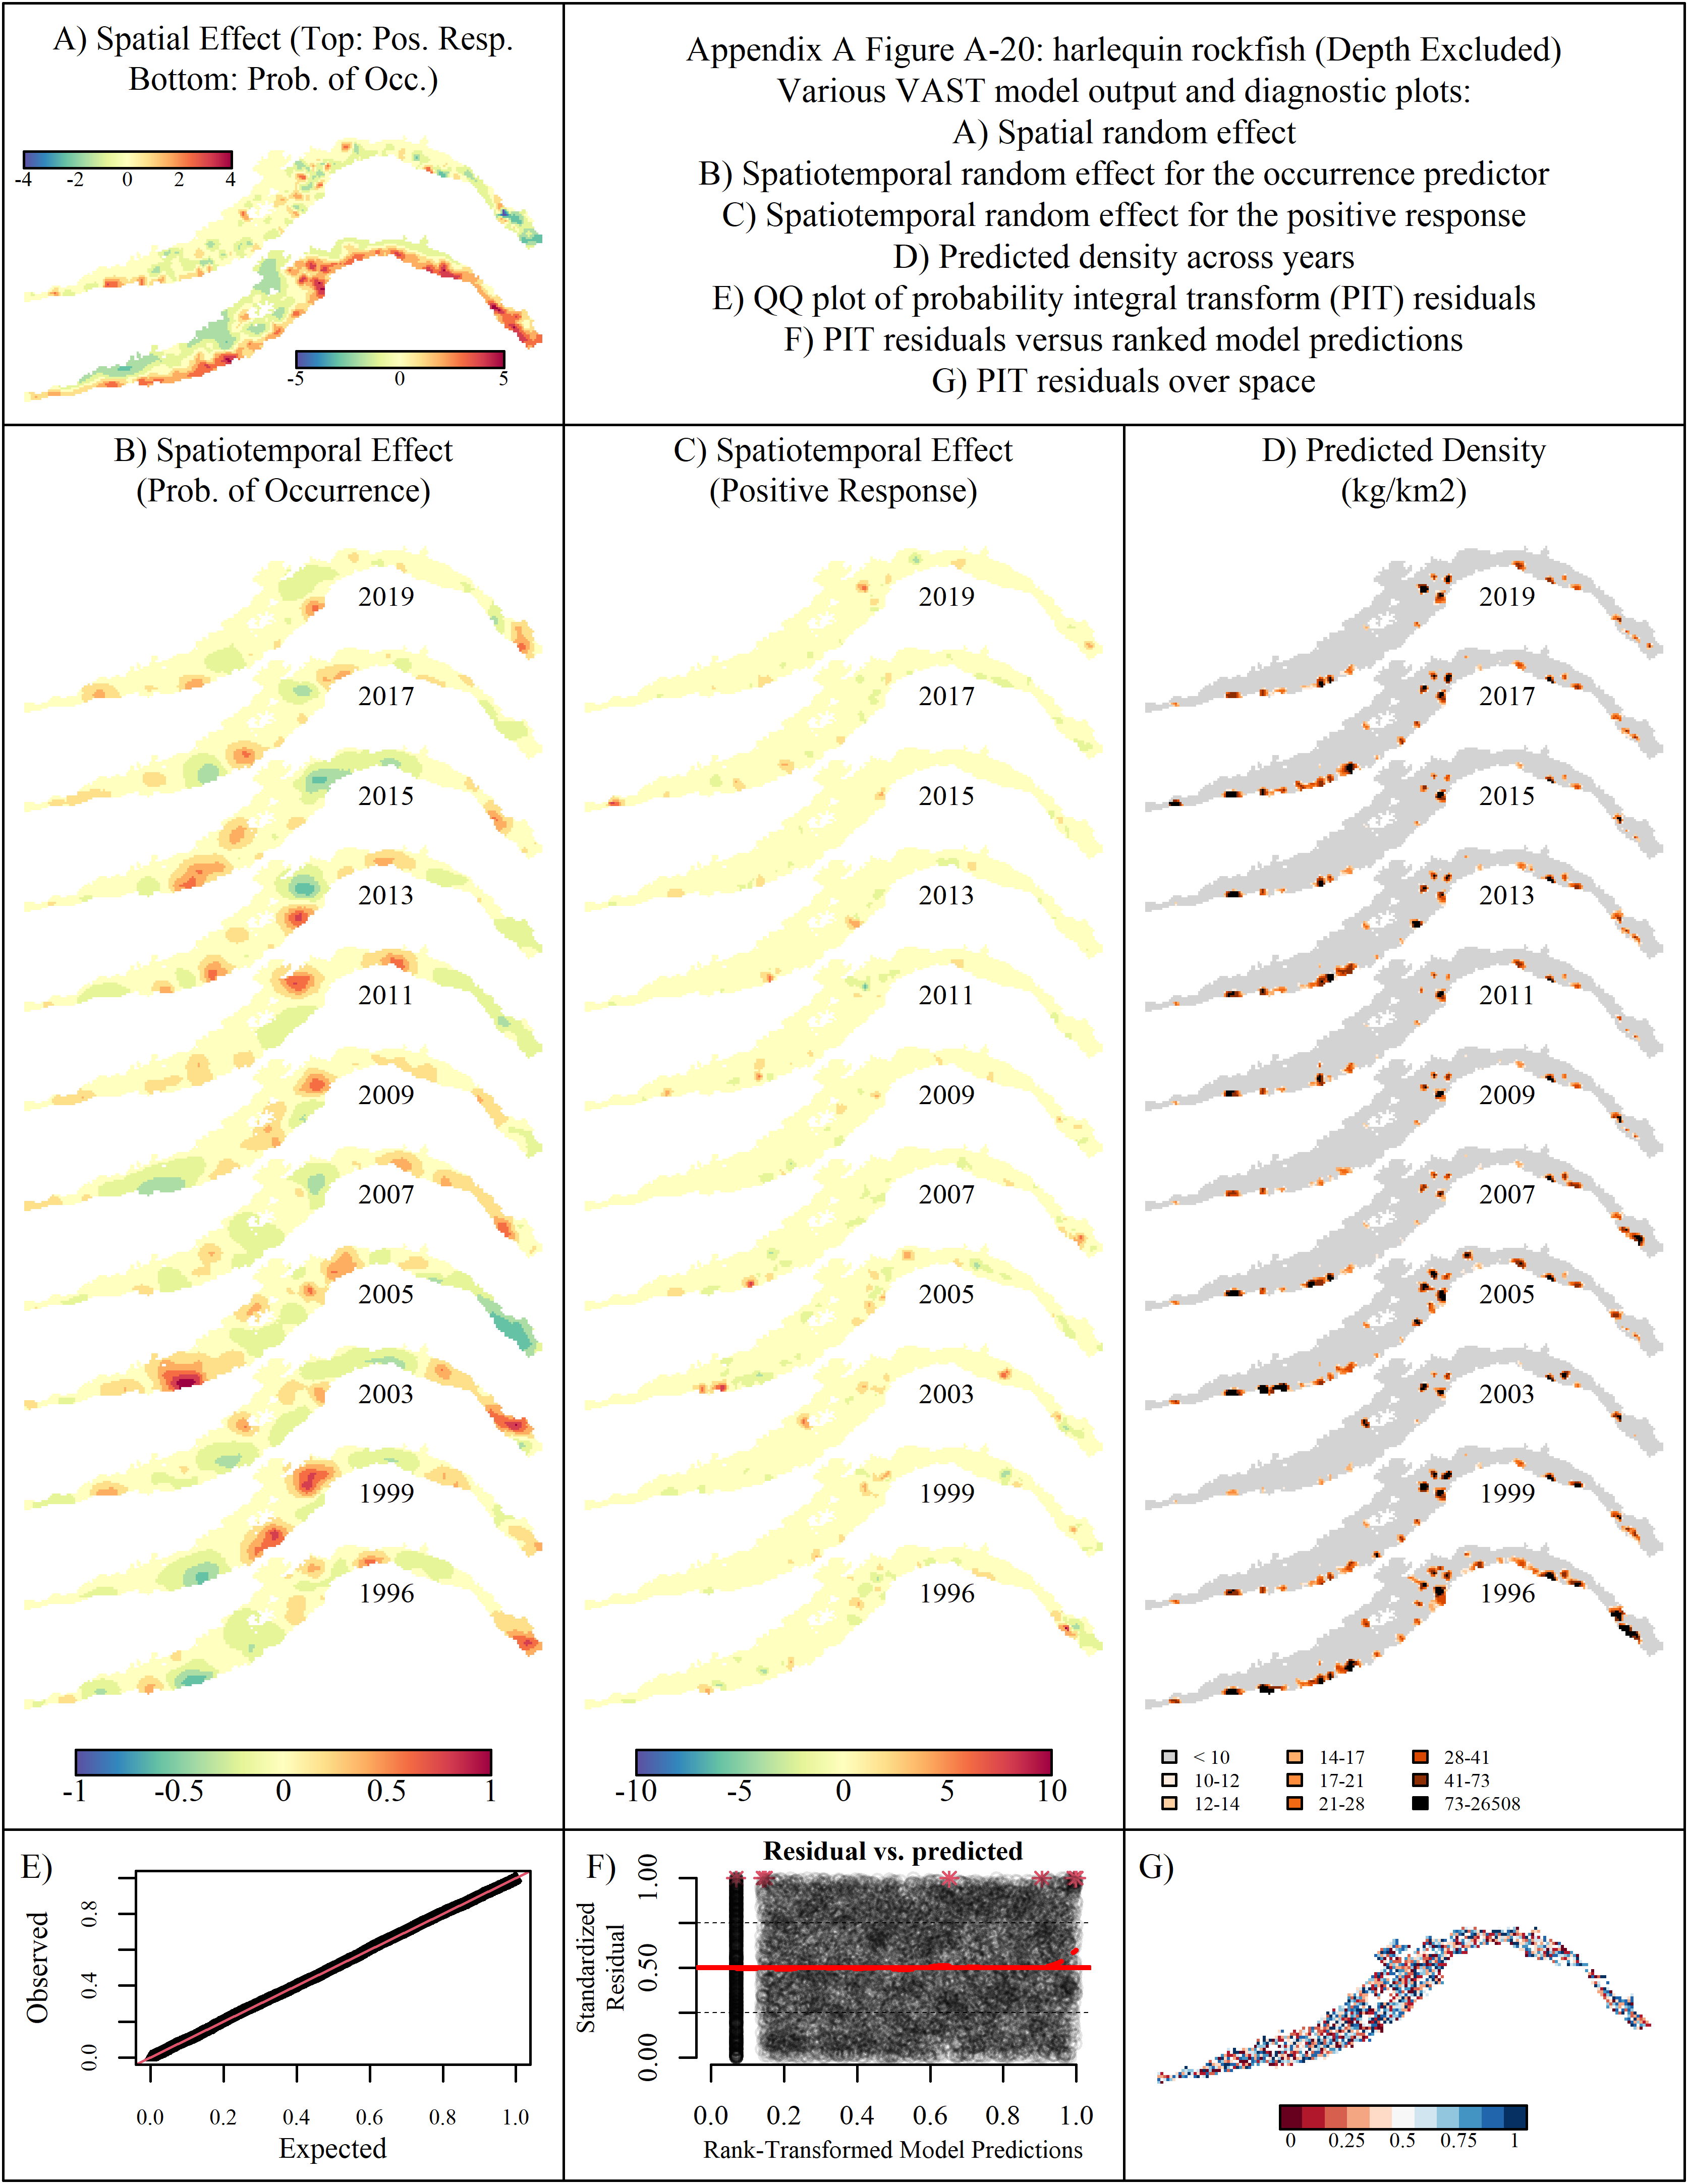 A) Spatial Effect (Top: Pos. Resp.
Bottom: Prob. of Occ.)
-4 -2 0 2 4
-5 0 5
Appendix A Figure A-20: harlequin rockfish (Depth Excluded)
Various VAST model output and diagnostic plots:
A) Spatial random effect
B) Spatiotemporal random effect for the occurrence predictor
C) Spatiotemporal random effect for the positive response
D) Predicted density across years
E) QQ plot of probability integral transform (PIT) residuals
F) PIT residuals versus ranked model predictions
G) PIT residuals over space
B) Spatiotemporal Effect
(Prob. of Occurrence)
2019
2017
2015
2013
2011
2009
2007
2005
2003
1999
1996
-1 -0.5 0 0.5 1
C) Spatiotemporal Effect
(Positive Response)
2019
2017
2015
2013
2011
2009
2007
2005
2003
1999
1996
-10 -5 0 5 10
D) Predicted Density
(kg/km2)
2019
2017
2015
2013
2011
2009
2007
2005
2003
1999
1996
< 10 14-17 28-41
10-12 17-21 41-73
12-14 21-28 73-26508
E)
Observed
0.8
0.4
0.0
0.0 0.2 0.4 0.6 0.8 1.0
Expected
F)
Residual vs. predicted
Standardized
Residual
1.00
0.50
0.00
0.0 0.2 0.4 0.6 0.8 1.0
Rank-Transformed Model Predictions
G)
0 0.25 0.5 0.75 1